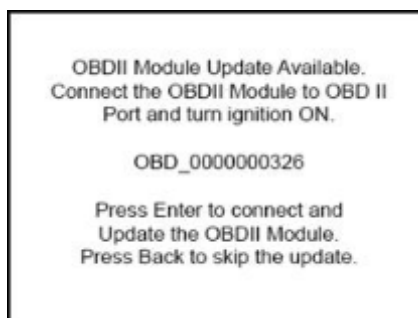 OBDII Module Update Available.
Connect the OBDII Module to OBD II
Port and turn ignition ON.
OBD_0000000326
Press Enter to connect and
Update the OBDII Module.
Press Back to skip the update.